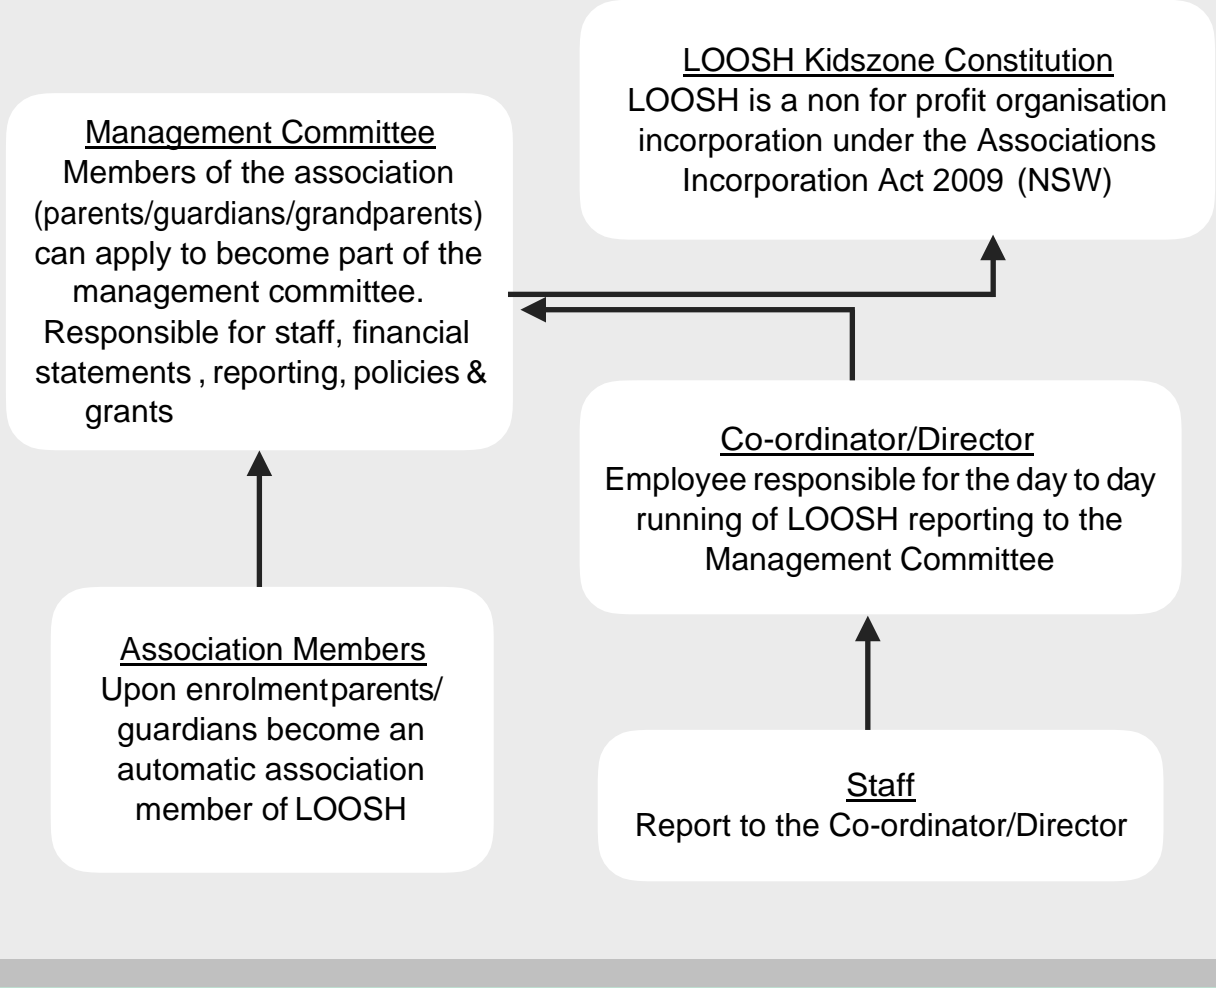 LOOSH Kidszone Constitution
LOOSH is a non for profit organisation
incorporation under the Associations
Incorporation Act 2009 (NSW)
Management Committee
Members of the association
(parents/guardians/grandparents)
can apply to become part of the
management committee.
Responsible for staff, financial
statements , reporting, policies &
grants
Co-ordinator/Director
Employee responsible for the day to day
running of LOOSH reporting to the
Management Committee
Association Members
Upon enrolment parents/
guardians become an
automatic association
member of LOOSH
Staff
Report to the Co-ordinator/Director